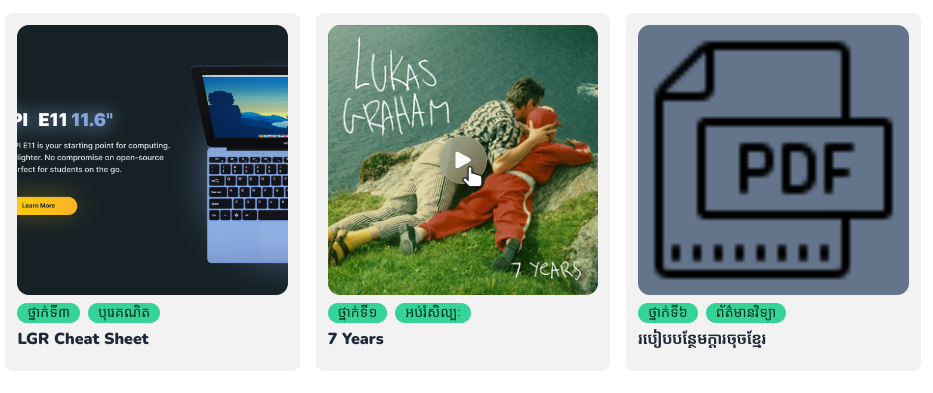 PI E11 11.6"
PI E11 is your starting point for computing.
lighter. No compromise on open-source
rfect for students on the go.
Learn More
ថ្នាក់ទី៣ បុរេគណិត
LGR Cheat Sheet
LUKAS
GRAHAM
7 YEARS
ថ្នាក់ទី១ អប់រំសិល្បៈ
7 Years
PDF
ថ្នាក់ទី៦ ព័ត៌មានវិទ្យា
របៀបបន្ថែមក្ដារចុចខ្មែរ